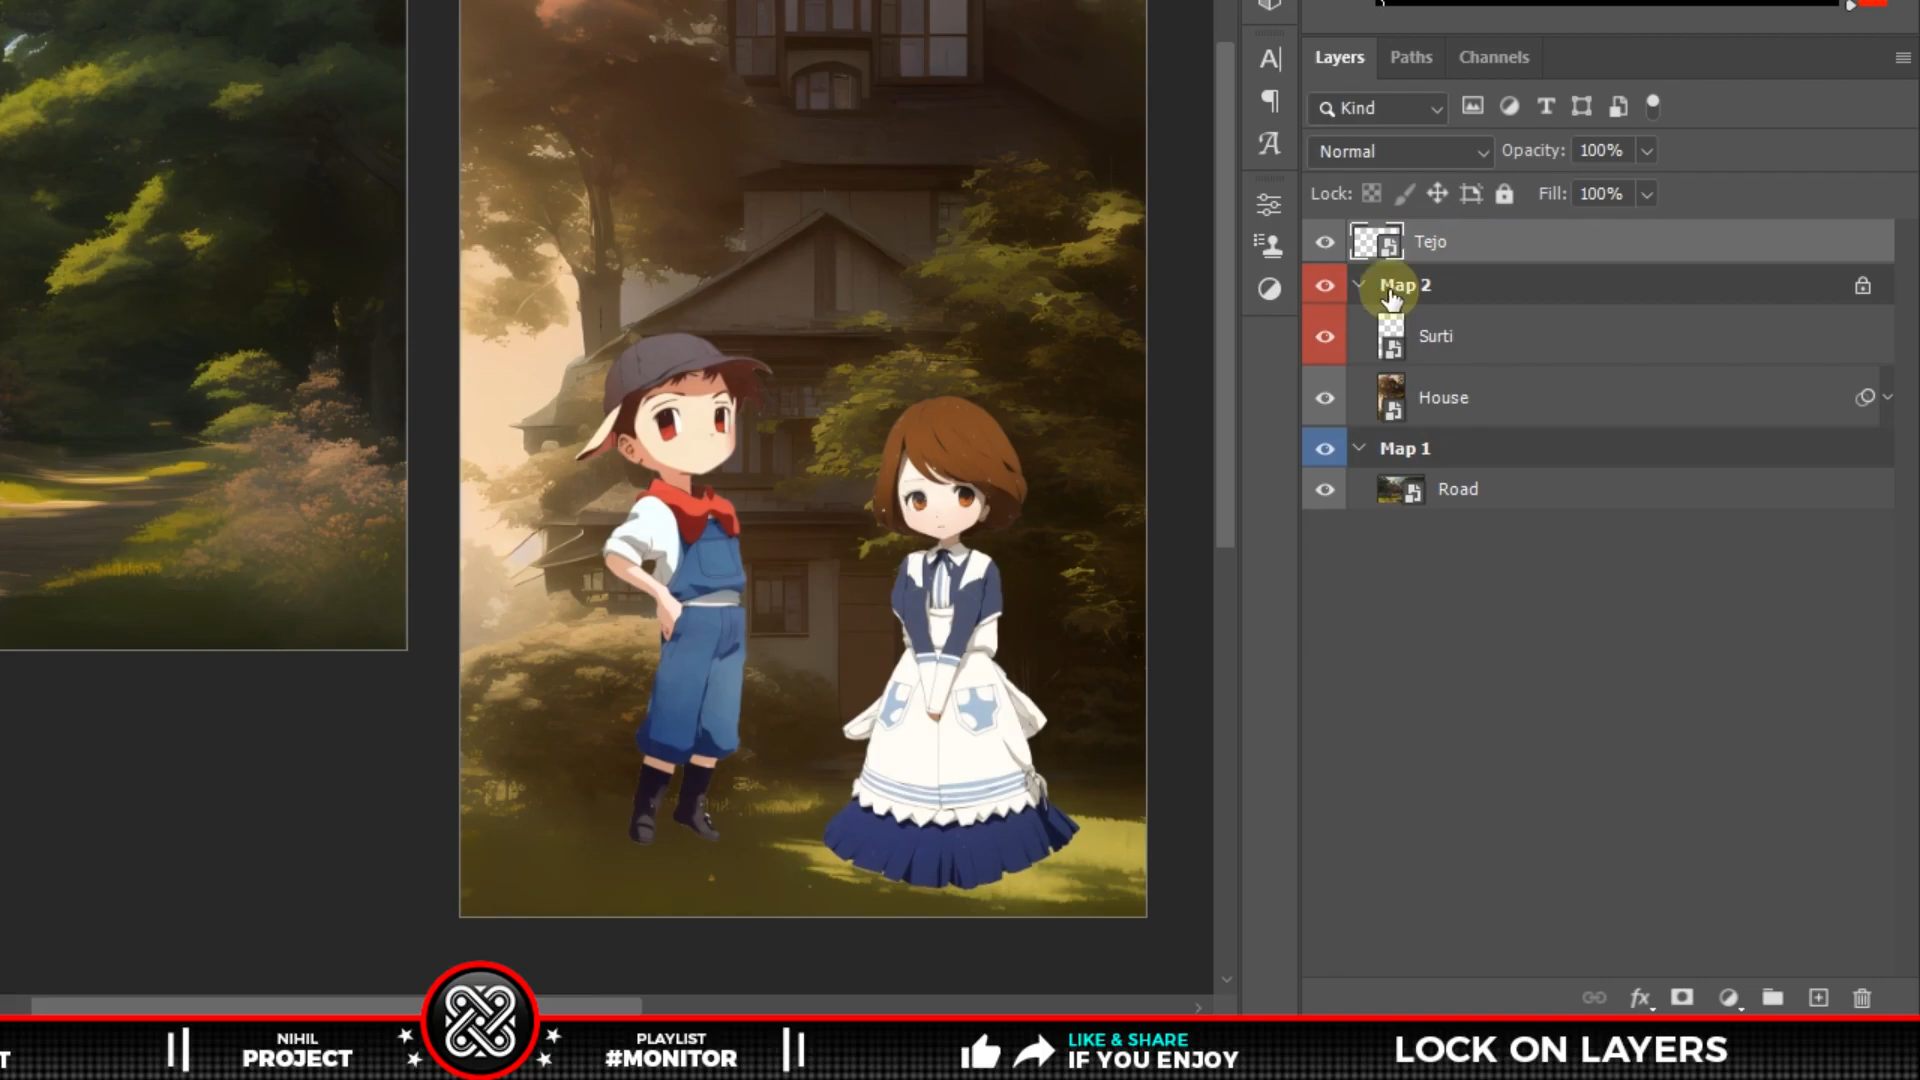 Layers Paths Channels
Kind
Normal Opacity: 100%
Lock: Fill: 100%
Tejo
Map 2
Surti
House
Map 1
Road
T
NIHIL
PROJECT
PLAYLIST
#MONITOR
LIKE & SHARE
IF YOU ENJOY
LOCK ON LAYERS